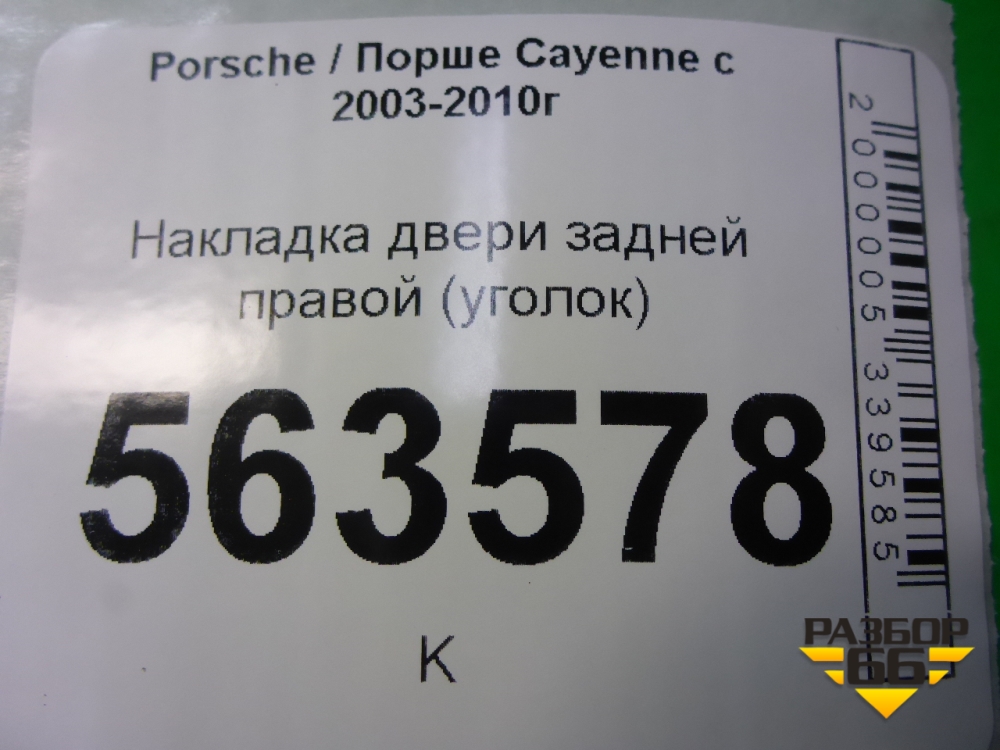 Porsche / Порше Cayenne с
2003-2010г
Накладка двери задней
правой (уголок)
563578
К
2000005339585
РАЗБОР
66